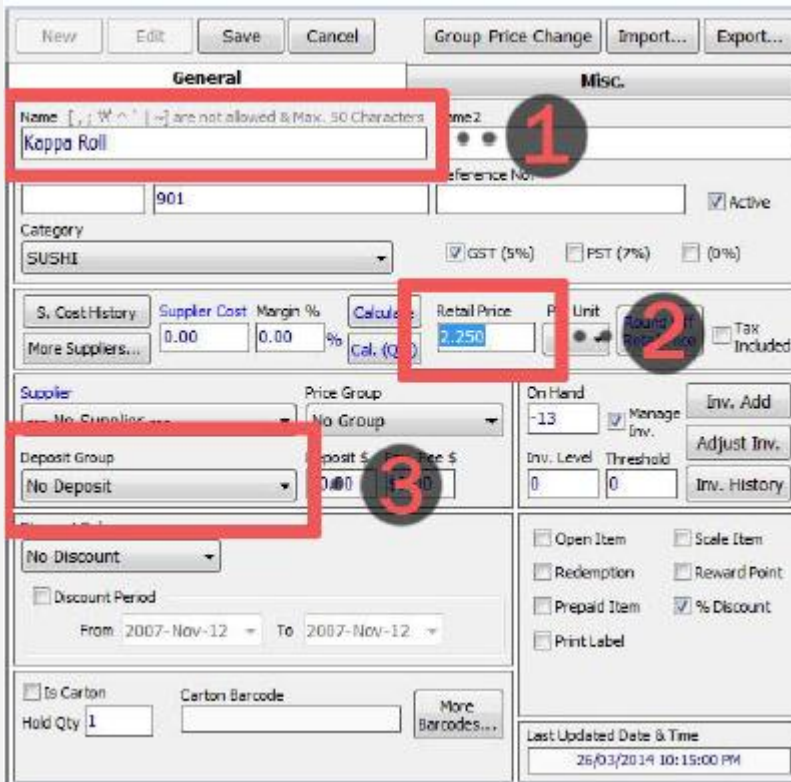 New Edit Save Cancel Group Price Change Import... Export...
General Misc.
Name [ , ; ₩ ^ ` | ~] are not allowed & Max. 50 Characters
Kappa Roll
1
901
Active
Category
SUSHI
GST (5%) PST (7%) (0%)
S. Cost History Supplier Cost Margin % Retail Price Unit
More Suppliers... 0.00 0.00 % Cal. 2.250 2 Tax Included
Supplier Price Group On Hand
No Group -13 Manage Inv. Inv. Add
Adjust Inv.
Deposit Group Inv. Level Threshold
No Deposit 3 0 0 Inv. History
No Discount
Discount Period
From 2007-Nov-12 To 2007-Nov-12
Open Item Scale Item
Redemption Reward Point
Prepaid Item % Discount
Print Label
Is Carton Carton Barcode
Hold Qty 1 More Barcodes...
Last Updated Date & Time
26/03/2014 10:15:00 PM